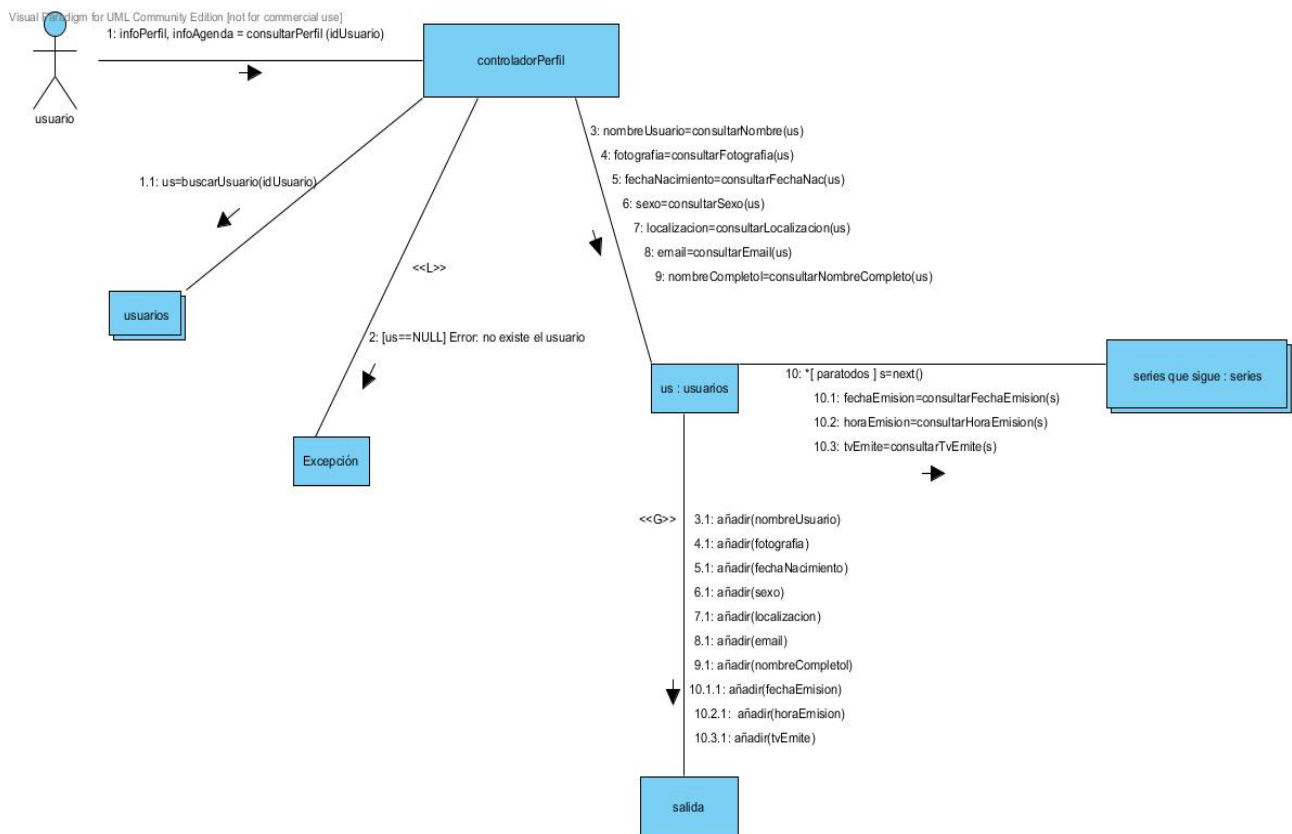 Visual Paradigm for UML Community Edition [not for commercial use]
1: infoPerfil, infoAgenda = consultarPerfil (idUsuario)
controladorPerfil
usuario
3: nombreUsuario=consultarNombre(us)
4: fotografia=consultarFotografia(us)
5: fechaNacimiento=consultarFechaNac(us)
6: sexo=consultarSexo(us)
7: localizacion=consultarLocalizacion(us)
8: email=consultarEmail(us)
9: nombreCompletol=consultarNombreCompleto(us)
1.1: us=buscarUsuario(idUsuario)
<<L>>
usuarios
2: [us==NULL] Error: no existe el usuario
Excepción
us : usuarios
10: *[ paratodos ] s=next()
10.1: fechaEmision=consultarFechaEmision(s)
10.2: horaEmision=consultarHoraEmision(s)
10.3: tvEmite=consultarTvEmite(s)
series que sigue : series
<<G>>
3.1: añadir(nombreUsuario)
4.1: añadir(fotografia)
5.1: añadir(fechaNacimiento)
6.1: añadir(sexo)
7.1: añadir(localizacion)
8.1: añadir(email)
9.1: añadir(nombreCompletol)
10.1.1: añadir(fechaEmision)
10.2.1: añadir(horaEmision)
10.3.1: añadir(tvEmite)
salida